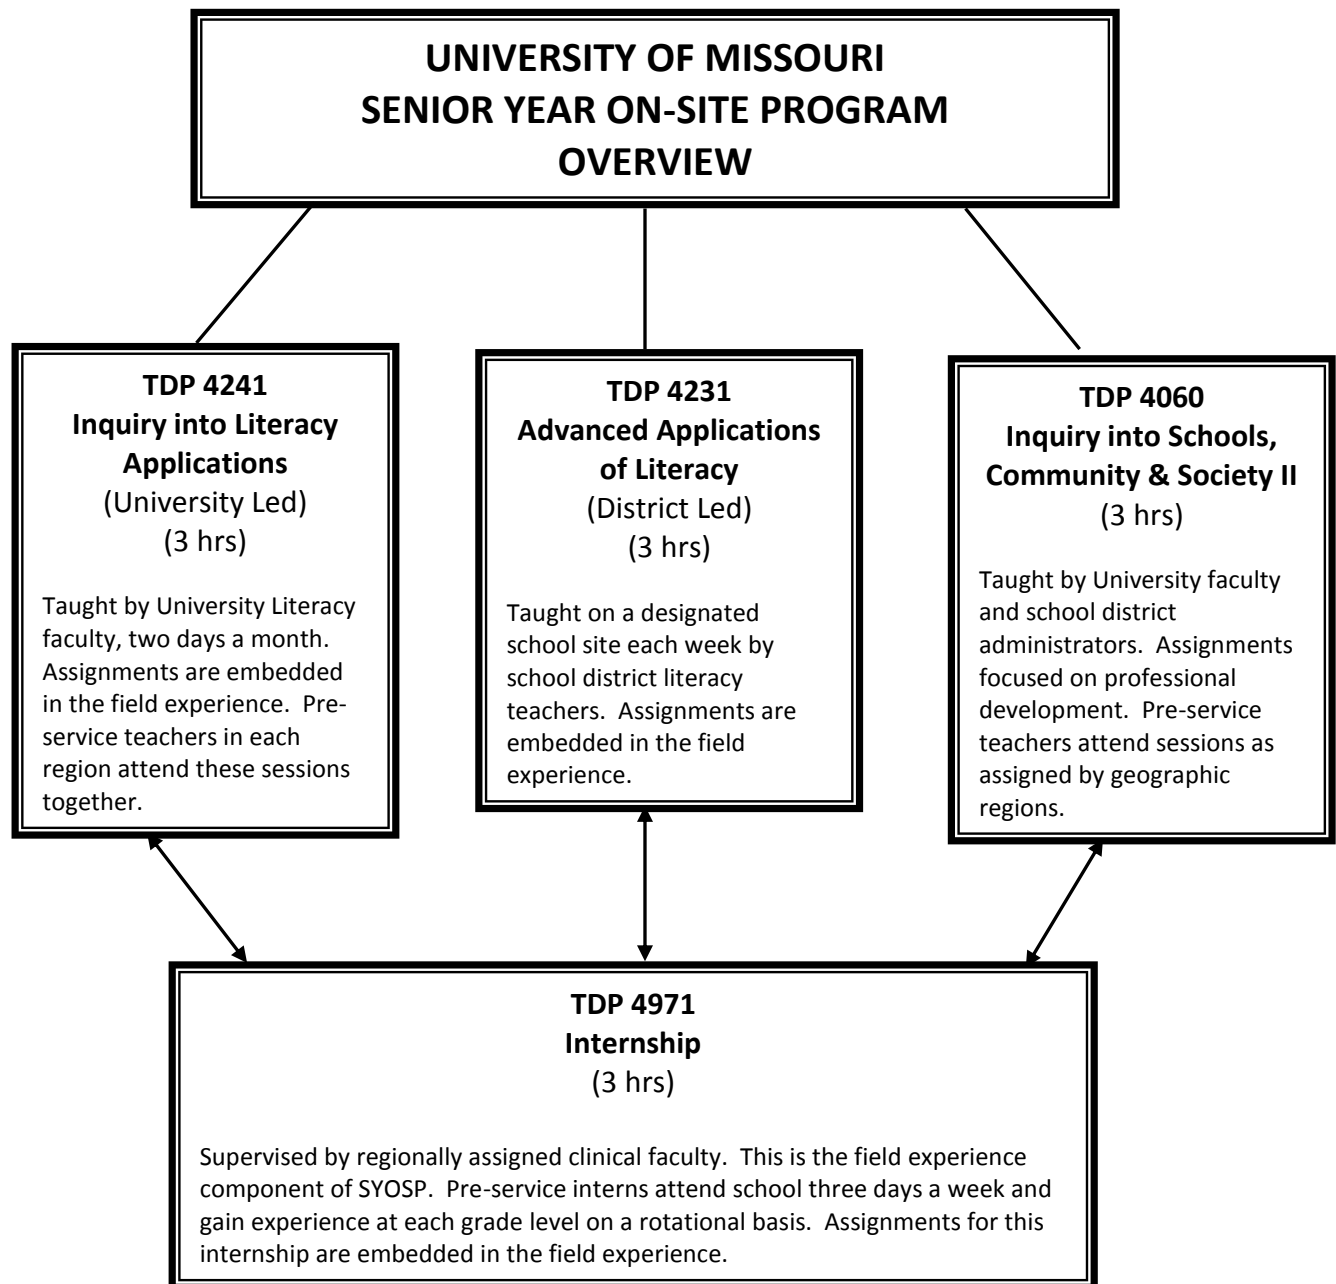 UNIVERSITY OF MISSOURI
SENIOR YEAR ON-SITE PROGRAM
OVERVIEW
TDP 4241
Inquiry into Literacy
Applications
(University Led)
(3 hrs)
Taught by University Literacy
faculty, two days a month.
Assignments are embedded
in the field experience.  Pre-
service teachers in each
region attend these sessions
together.
TDP 4231
Advanced Applications
of Literacy
(District Led)
(3 hrs)
Taught on a designated
school site each week by
school district literacy
teachers.  Assignments are
embedded in the field
experience.
TDP 4060
Inquiry into Schools,
Community & Society II
(3 hrs)
Taught by University faculty
and school district
administrators.  Assignments
focused on professional
development.  Pre-service
teachers attend sessions as
assigned by geographic
regions.
TDP 4971
Internship
(3 hrs)
Supervised by regionally assigned clinical faculty.  This is the field experience
component of SYOSP.  Pre-service interns attend school three days a week and
gain experience at each grade level on a rotational basis.  Assignments for this
internship are embedded in the field experience.